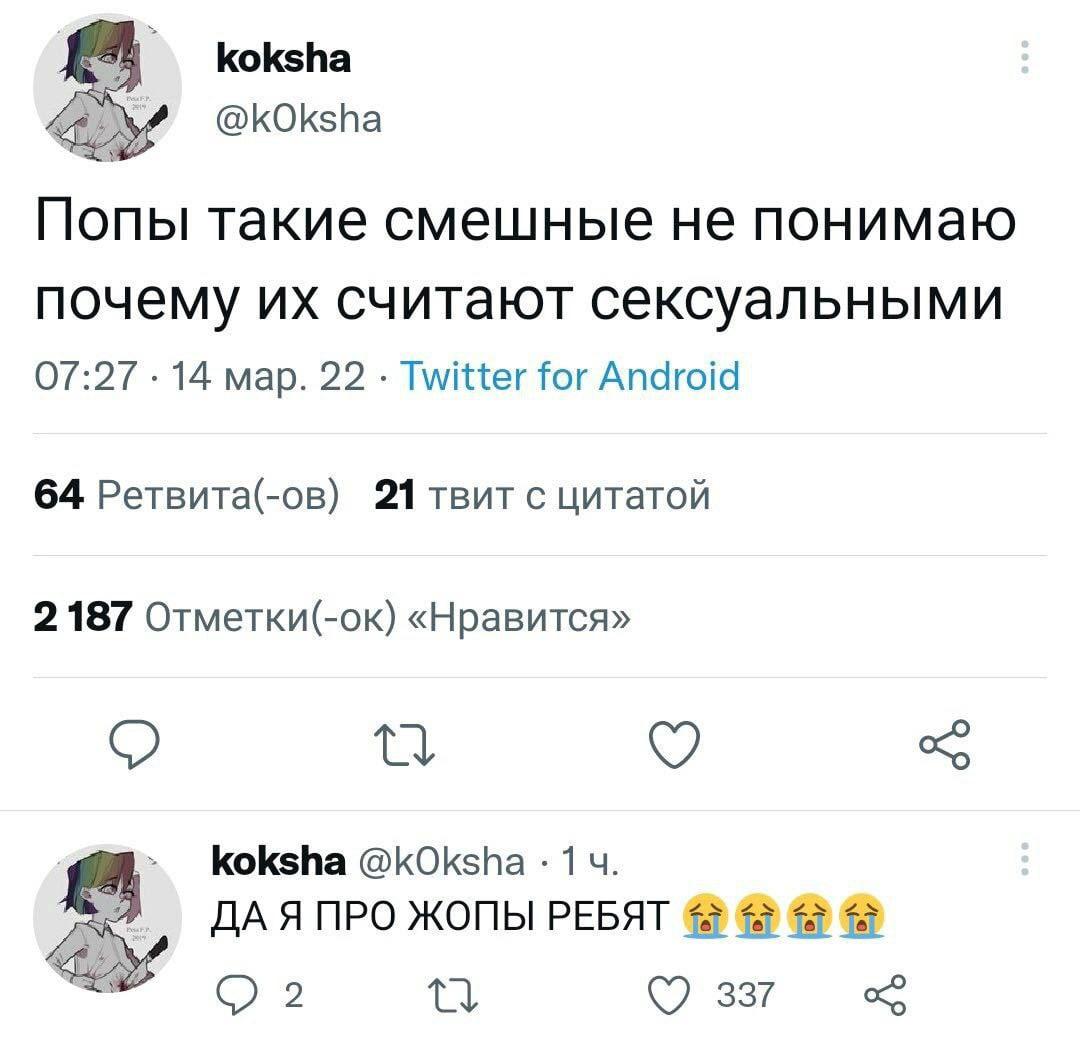 koksha
@kOksha
Попы такие смешные не понимаю
почему их считают сексуальными
07:27 · 14 мар. 22 · Twitter for Android
64 Ретвита(-ов) 21 твит с цитатой
2 187 Отметки(-ок) «Нравится»
koksha @kOksha · 1 ч.
ДА Я ПРО ЖОПЫ РЕБЯТ 😭😭😭😭
2 337